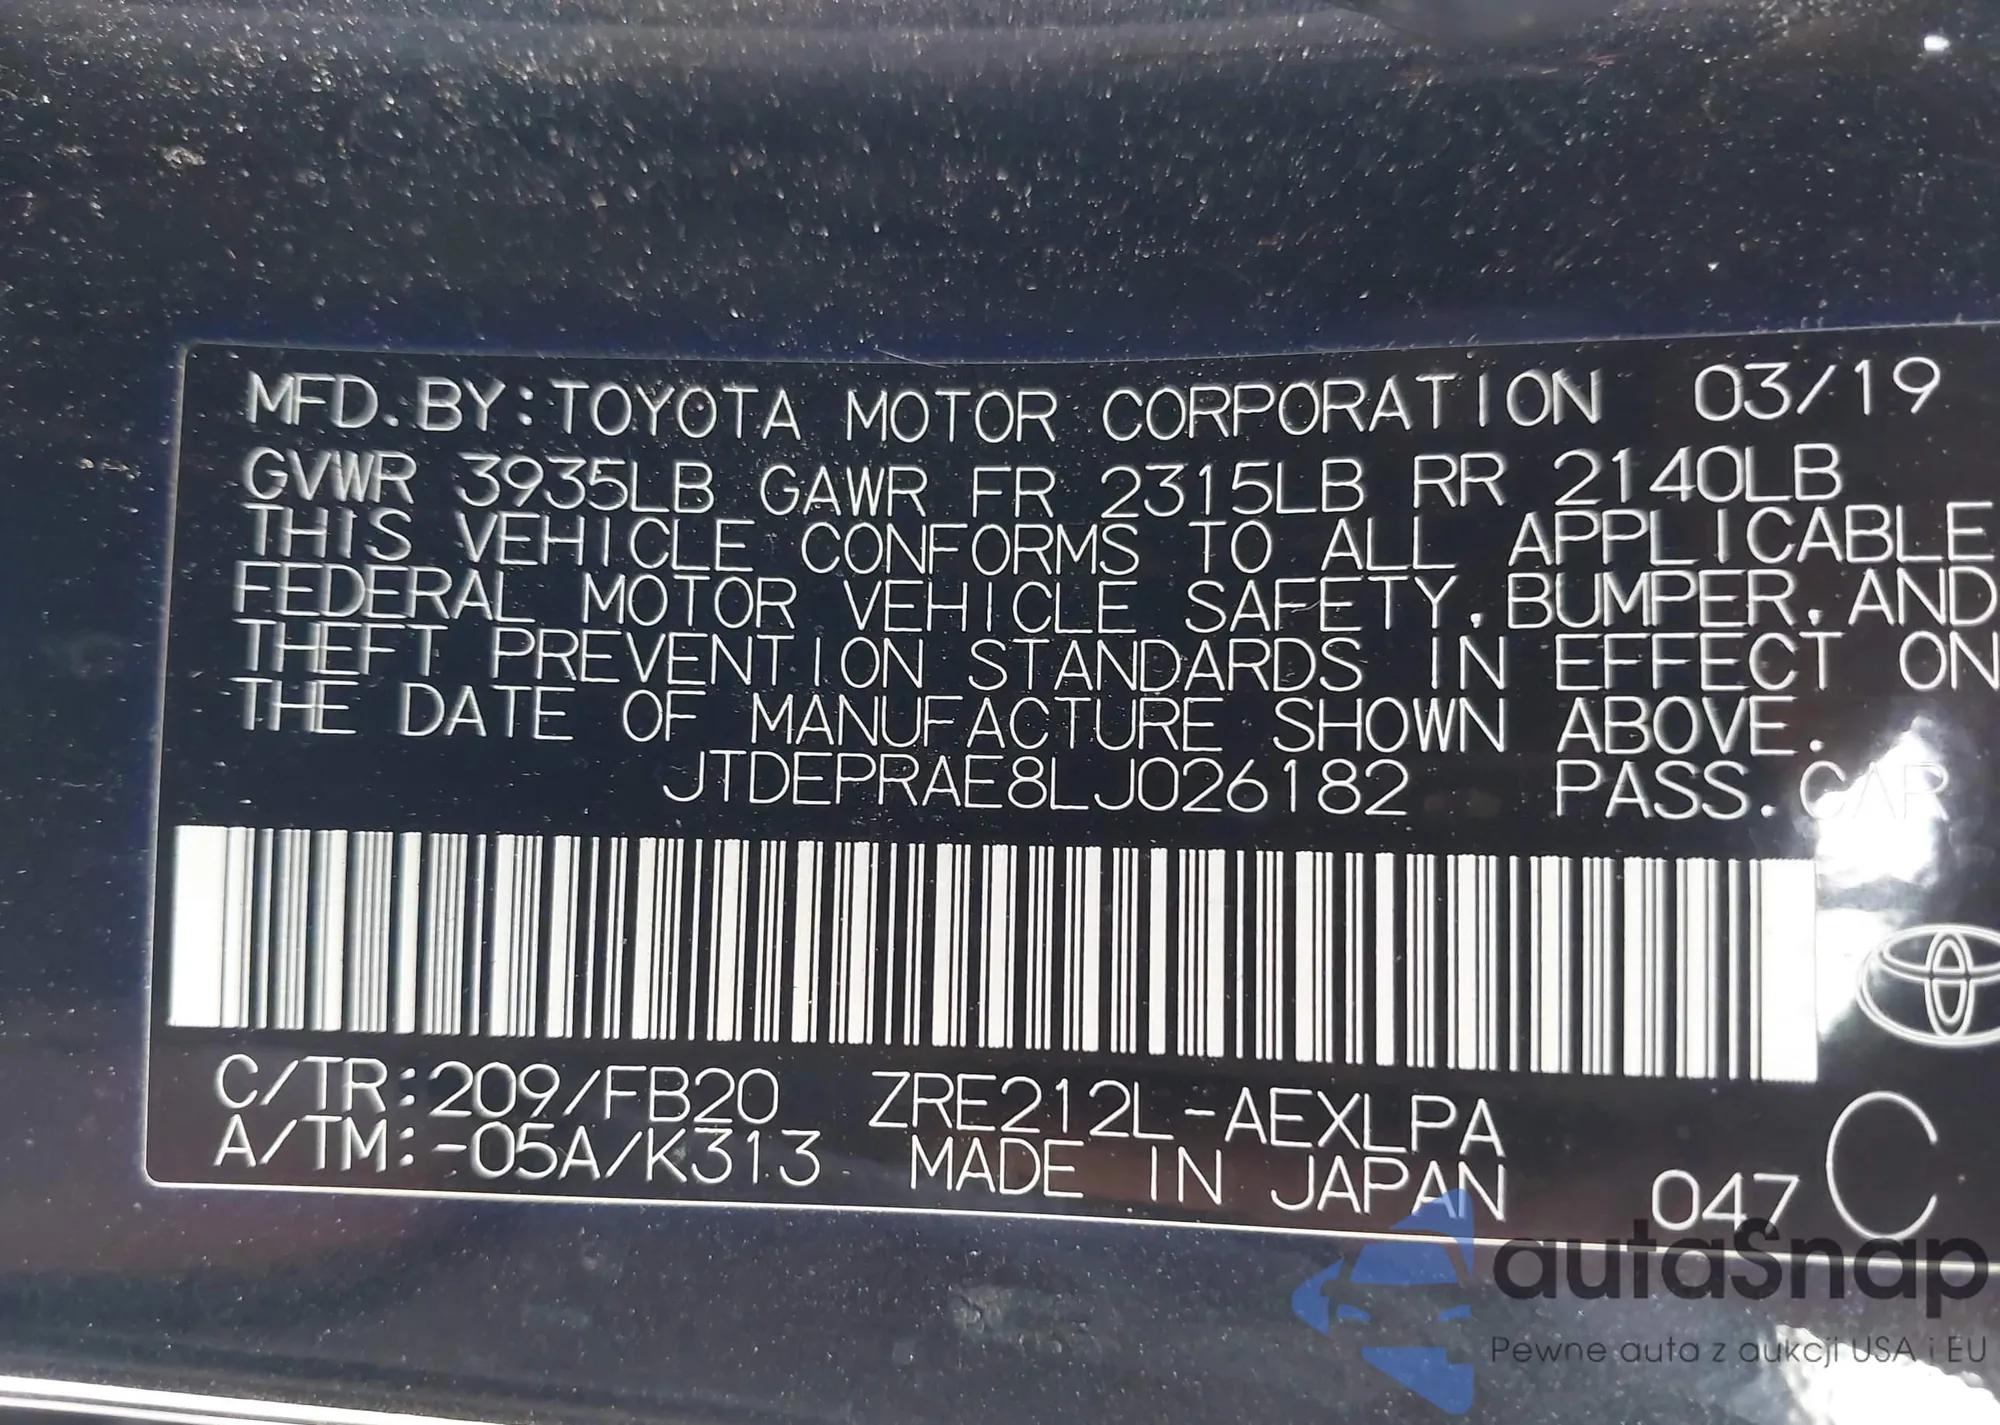 MFD.BY:TOYOTA MOTOR CORPORATION 03/19
GVWR 3935LB GAWR FR 2315LB RR 2140LB
THIS VEHICLE CONFORMS TO ALL APPLICABLE
FEDERAL MOTOR VEHICLE SAFETY, BUMPER, AND
THEFT PREVENTION STANDARDS IN EFFECT ON
THE DATE OF MANUFACTURE SHOWN ABOVE.
JTDEPRAE8LJ026182 PASS.CAR
C/TR:209/FB20 ZRE212L-AEXLPA
A/TM:-05A/K313 MADE IN JAPAN 047 C
autaSnap
Pewne auta z aukcji USA i EU